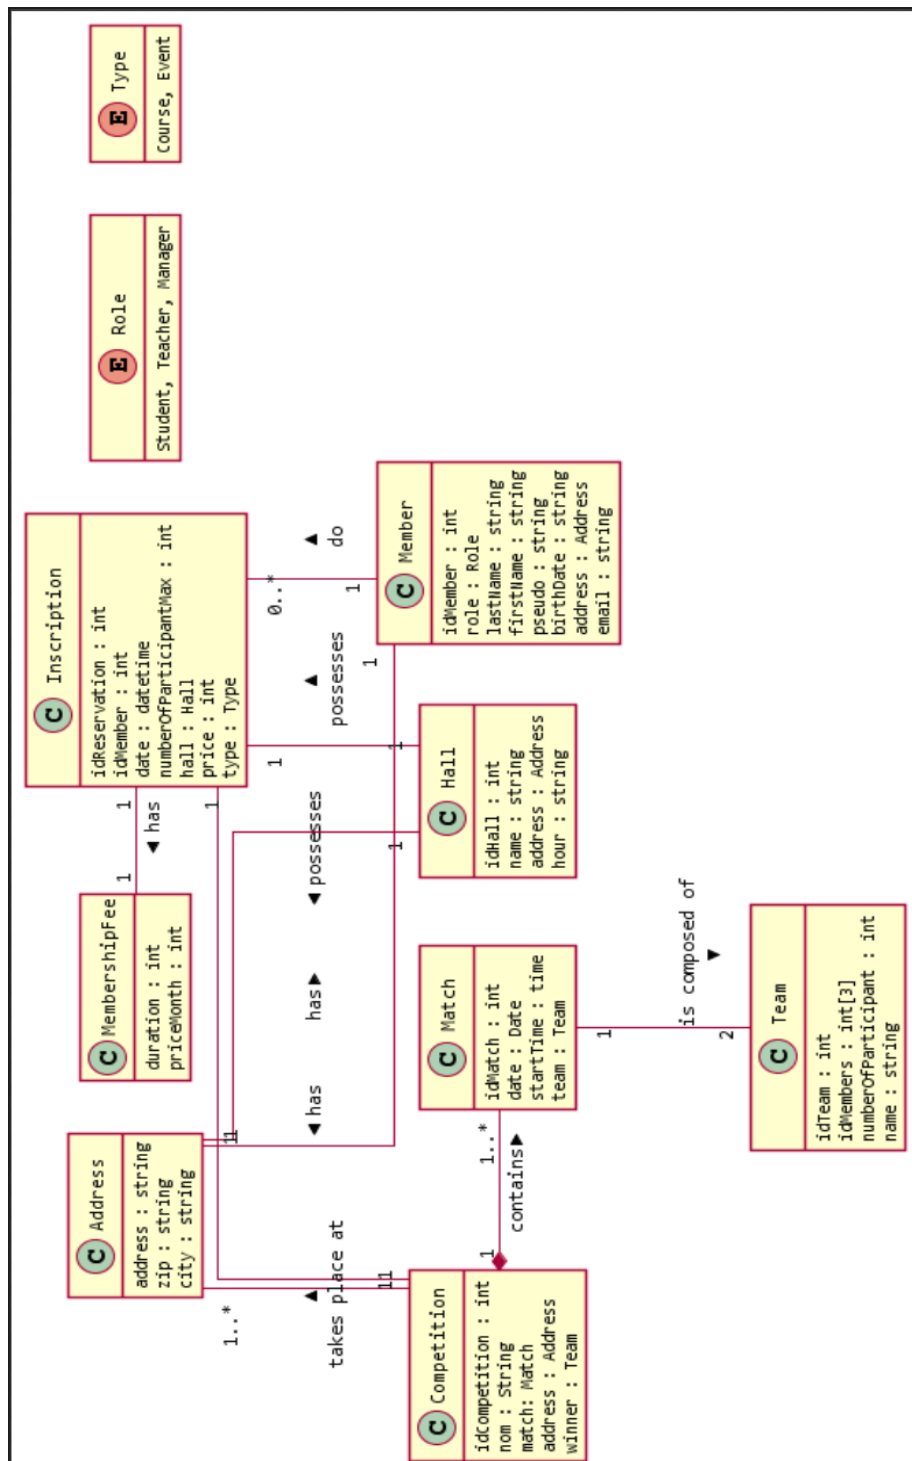 C Competition
idCompetition : int
nom : String
match: Match
address : Address
winner : Team
C Address
address : string
zip : string
city : string
takes place at
1..*
1
1
1
contains
1..*
C Match
idMatch : int
date : Date
startTime : time
team : Team
1
is composed of
2
C Team
idTeam : int
idMembers : int[3]
numberOfParticipant : int
name : string
C MembershipFee
duration : int
priceMonth : int
1
has
1
1
has
has
possesses
1
1
1
C Hall
idHall : int
name : string
address : Address
hour : string
1
possesses
1
C Inscription
idReservation : int
idMember : int
date : datetime
numberOfParticipantMax : int
hall : Hall
price : int
type : Type
0..*
do
1
1
C Member
idMember : int
role : Role
lastName : string
firstName : string
pseudo : string
birthDate : string
address : Address
email : string
E Role
Student, Teacher, Manager
E Type
Course, Event